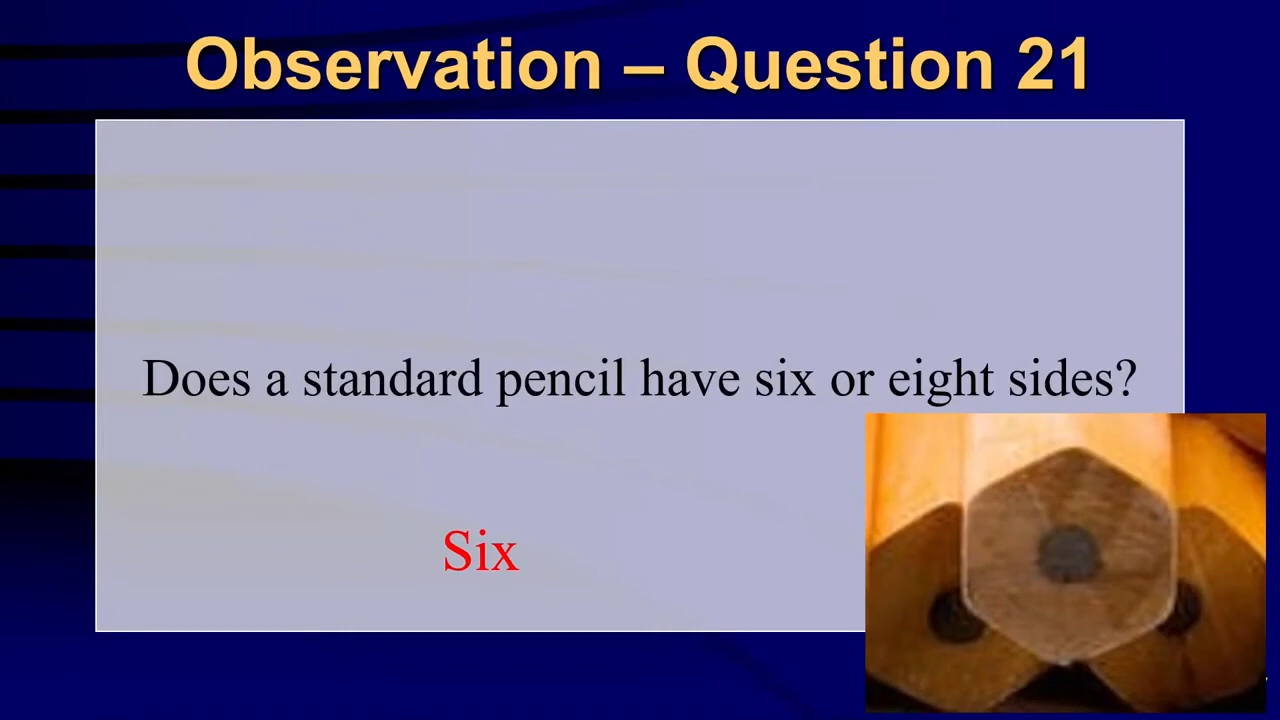 Observation – Question 21
Does a standard pencil have six or eight sides?
Six